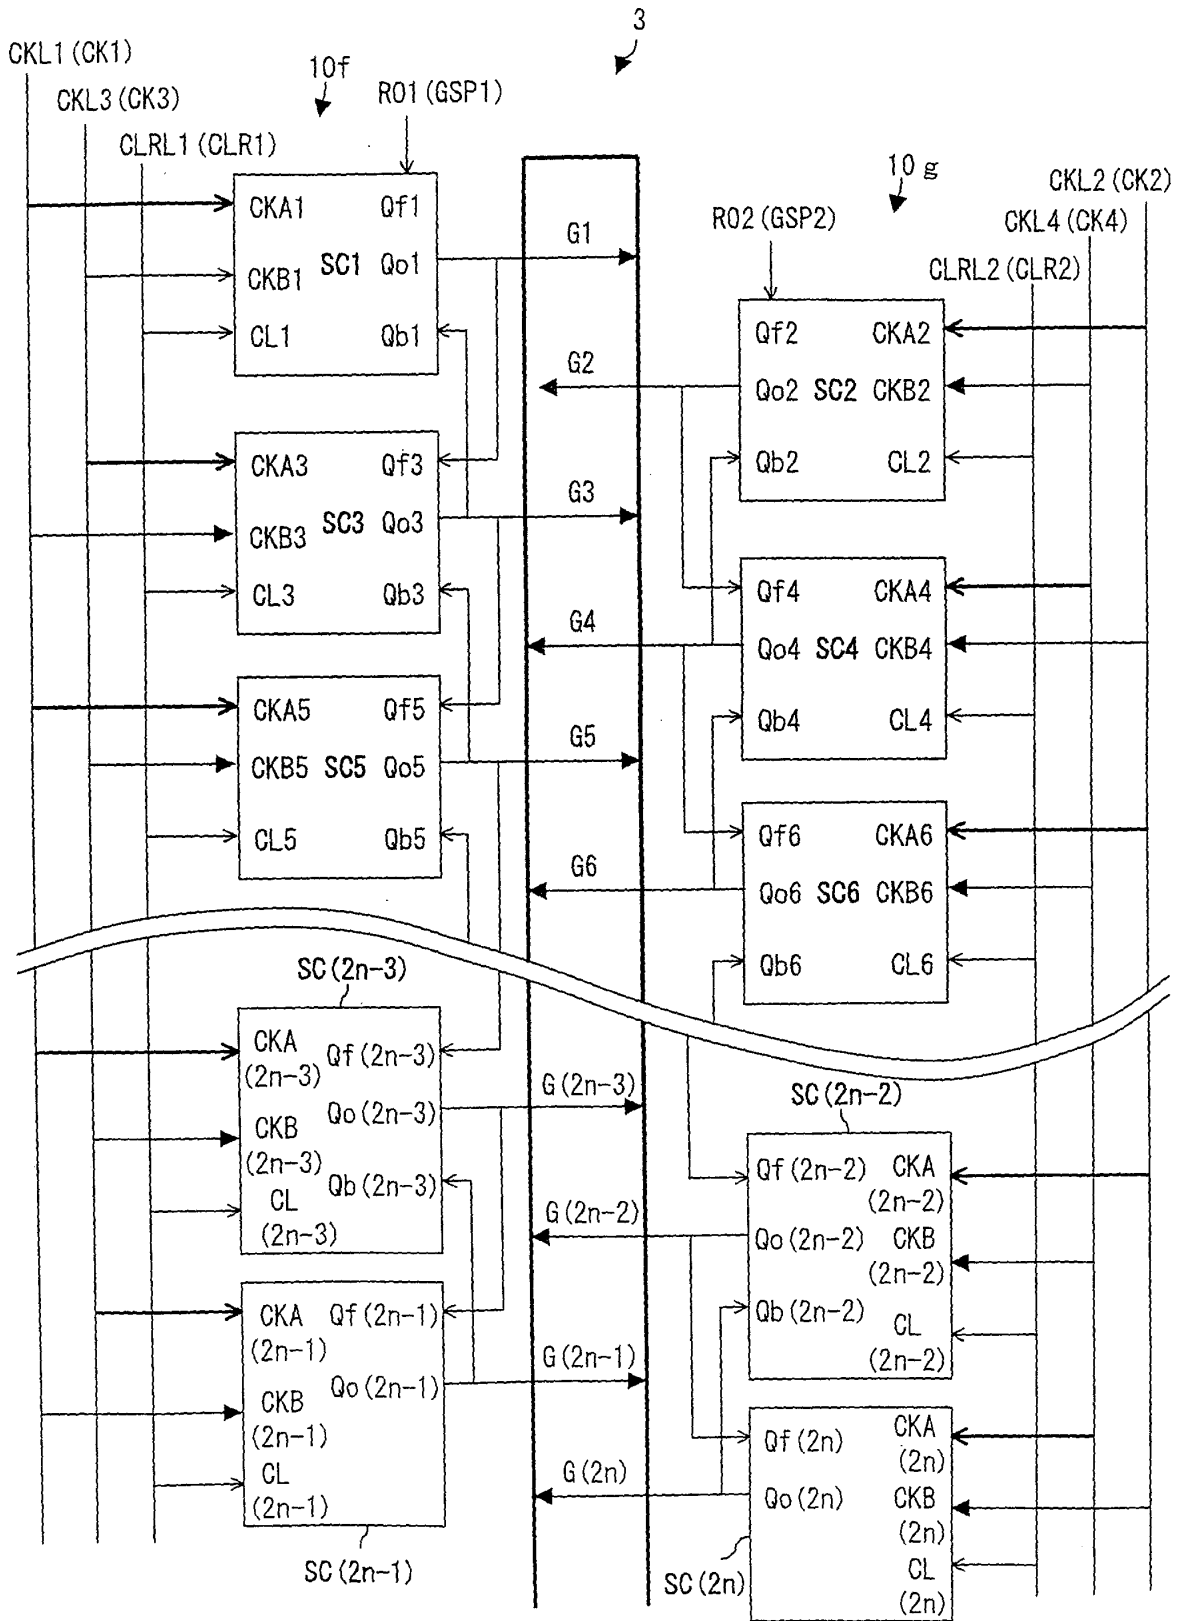 3
CKL1(CK1)
10f
CKL3(CK3)
RO1(GSP1)
CLRL1(CLR1)
10g
CKL2(CK2)
CKA1 Qf1
RO2(GSP2)
CKL4(CK4)
G1
SC1 Qo1
CKB1
CLRL2(CLR2)
CL1 Qb1
Qf2 CKA2
G2
Qo2 SC2 CKB2
CKA3 Qf3
Qb2 CL2
G3
SC3 Qo3
CKB3
CL3 Qb3
Qf4 CKA4
G4
Qo4 SC4 CKB4
CKA5 Qf5
Qb4 CL4
G5
CKB5 SC5 Qo5
CL5 Qb5
Qf6 CKA6
G6
Qo6 SC6 CKB6
SC(2n-3)
Qb6 CL6
CKA
(2n-3)
Qf(2n-3)
G(2n-3)
SC(2n-2)
Qo(2n-3)
CKB
(2n-3)
Qb(2n-3)
CL
(2n-3)
Qf(2n-2) CKA
(2n-2)
G(2n-2)
Qo(2n-2) CKB
(2n-2)
Qb(2n-2) CL
(2n-2)
CKA
(2n-1)
Qf(2n-1)
G(2n-1)
Qo(2n-1)
CKB
(2n-1)
CL
(2n-1)
SC(2n-1)
Qf(2n) CKA
(2n)
G(2n)
Qo(2n) CKB
(2n)
CL
(2n)
SC(2n)